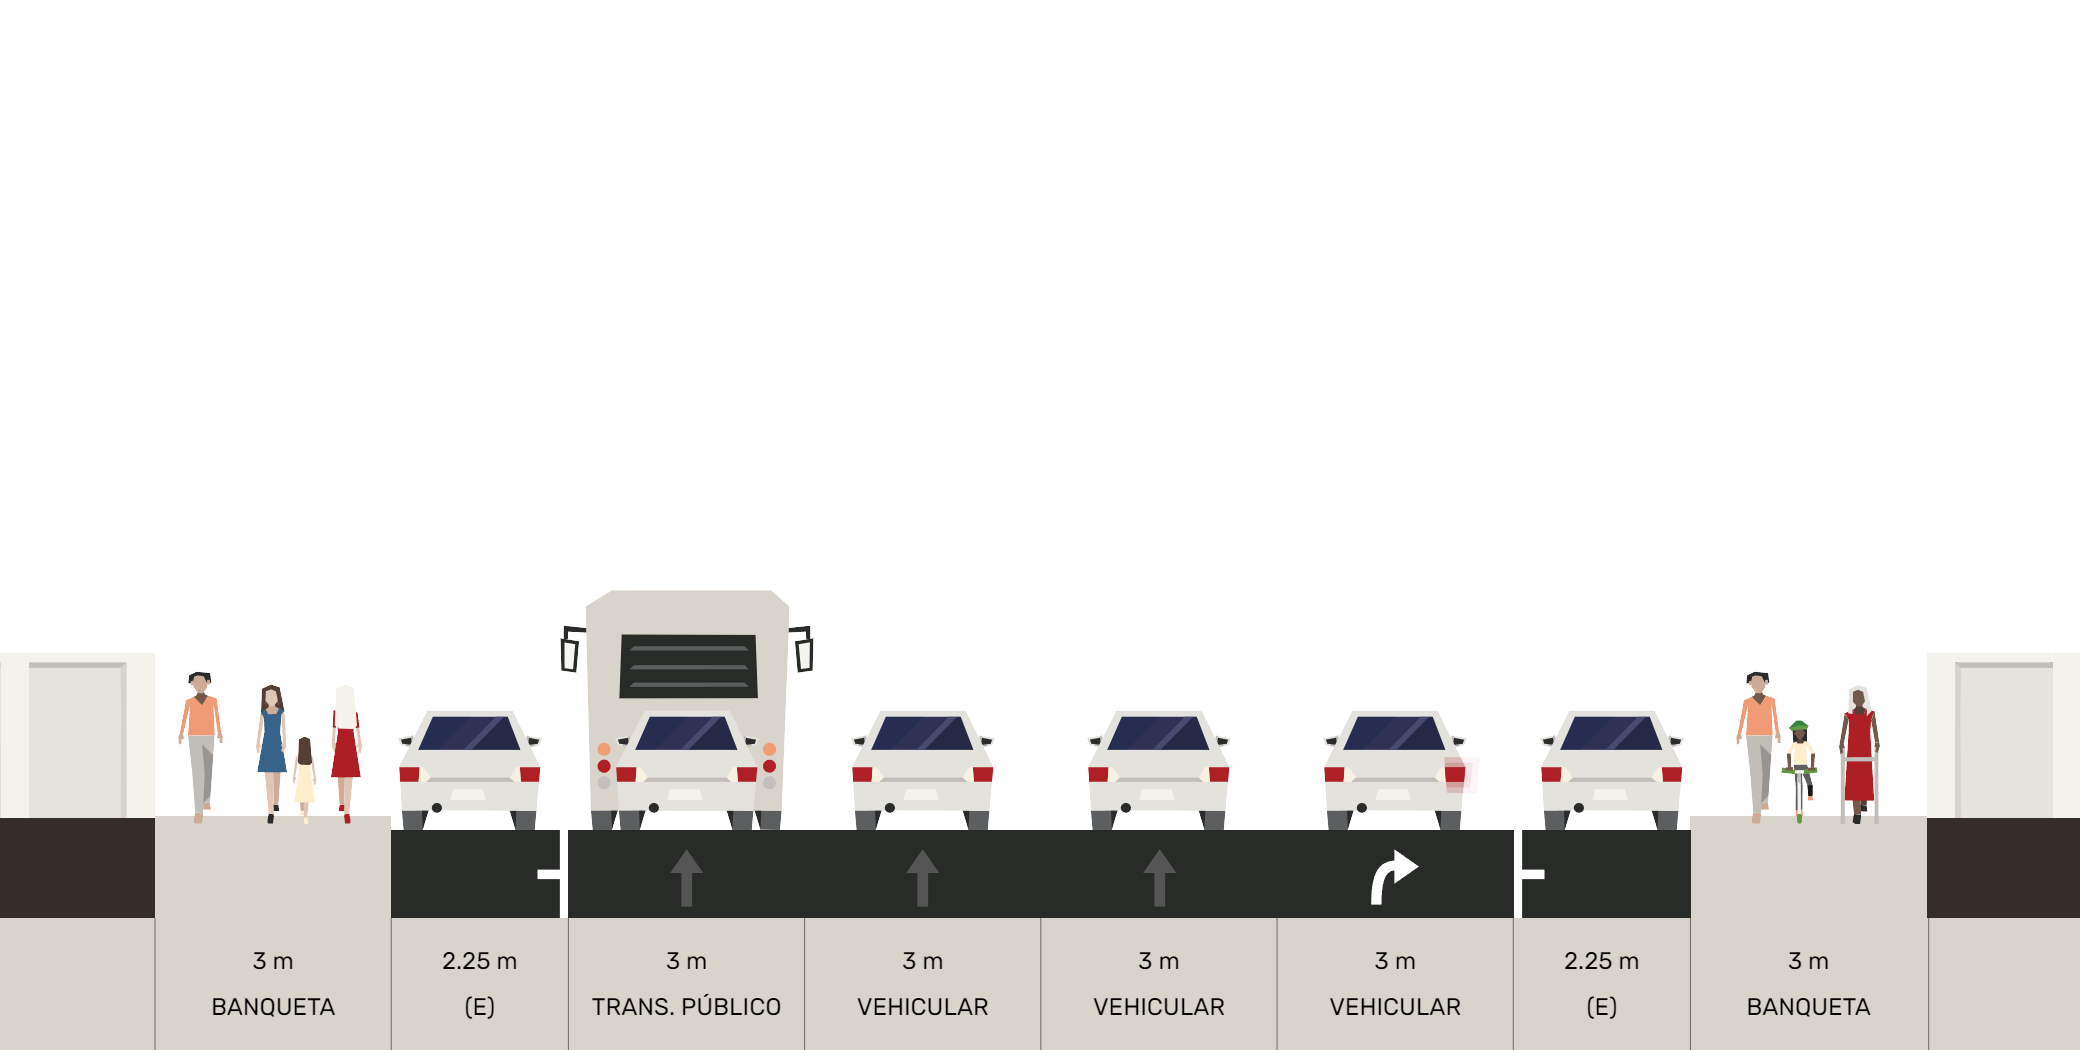 3 m
BANQUETA
2.25 m
(E)
3 m
TRANS. PÚBLICO
3 m
VEHICULAR
3 m
VEHICULAR
3 m
VEHICULAR
2.25 m
(E)
3 m
BANQUETA